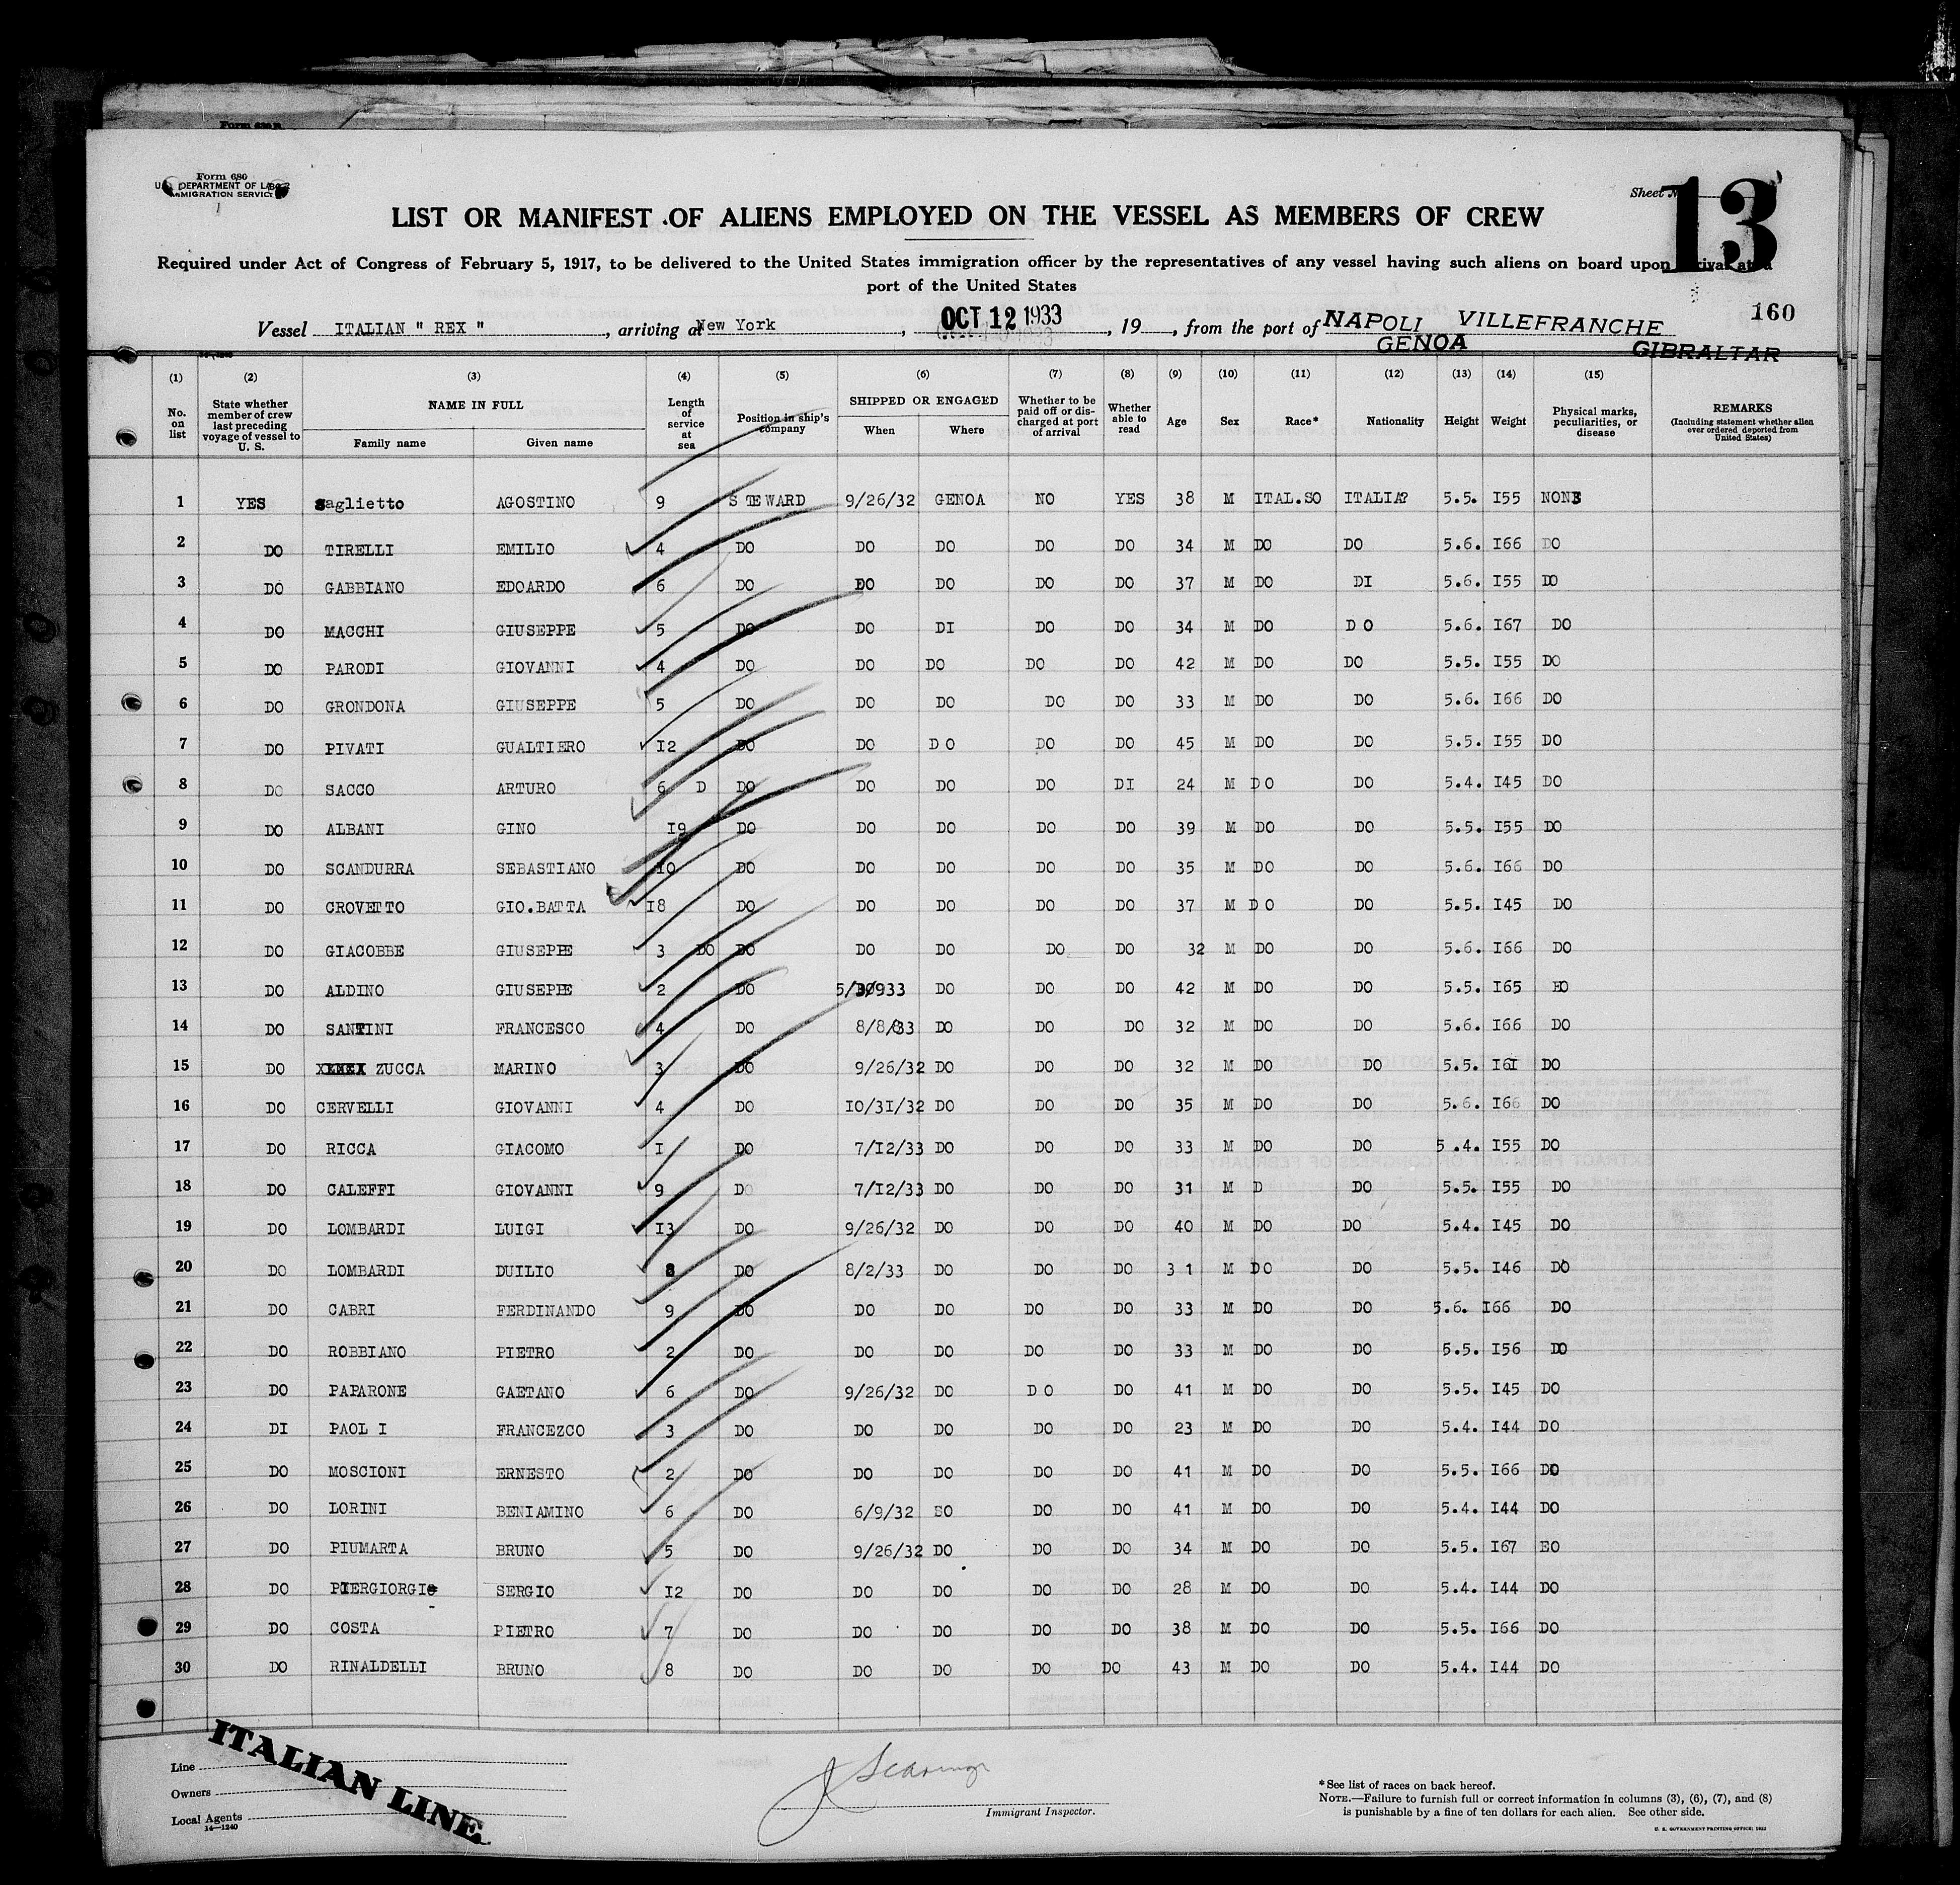 Form 680
U. S. DEPARTMENT OF LABOR
IMMIGRATION SERVICE
Sheet No.
13
LIST OR MANIFEST OF ALIENS EMPLOYED ON THE VESSEL AS MEMBERS OF CREW
Required under Act of Congress of February 5, 1917, to be delivered to the United States immigration officer by the representatives of any vessel having such aliens on board upon arrival at a
port of the United States
160
Vessel ITALIAN " REX " , arriving at New York , OCT 12 1933 , 19 , from the port of NAPOLI VILLEFRANCHE
GENOA GIBRALTAR
(1) (2) (3) (4) (5) (6) (7) (8) (9) (10) (11) (12) (13) (14) (15)
No. on list State whether member of crew last preceding voyage of vessel to U. S. NAME IN FULL Family name Given name Length of service at sea Position in ship's company SHIPPED OR ENGAGED When Where Whether to be paid off or discharged at port of arrival Whether able to read Age Sex Race* Nationality Height Weight Physical marks, peculiarities, or disease REMARKS (Including statement whether alien ever ordered deported from United States)
1 YES Saglietto AGOSTINO 9 STEWARD 9/26/32 GENOA NO YES 38 M ITAL.SO ITALIA? 5.5. I55 NONE
2 DO TIRELLI EMILIO 4 DO DO DO DO DO 34 M DO DO 5.6. I66 DO
3 DO GABBIANO EDOARDO 6 DO DO DO DO DO 37 M DO DI 5.6. I55 DO
4 DO MACCHI GIUSEPPE 5 DO DO DI DO DO 34 M DO D O 5.6. I67 DO
5 DO PARODI GIOVANNI 4 DO DO DO DO DO 42 M DO DO 5.5. I55 DO
6 DO GRONDONA GIUSEPPE 5 DO DO DO DO DO 33 M DO DO 5.6. I66 DO
7 DO PIVATI GUALTIERO I2 DO DO D O DO DO 45 M DO DO 5.5. I55 DO
8 DO SACCO ARTURO 6 D DO DO DO DO DI 24 M D O DO 5.4. I45 DO
9 DO ALBANI GINO I9 DO DO DO DO DO 39 M DO DO 5.5. I55 DO
10 DO SCANDURRA SEBASTIANO I0 DO DO DO DO DO 35 M DO DO 5.6. I66 DO
11 DO CROVETTO GIO.BATTA I8 DO DO DO DO DO 37 M D O DO 5.5. I45 DO
12 DO GIACOBBE GIUSEPPE 3 DO DO DO DO DO DO 32 M DO DO 5.6. I66 DO
13 DO ALDINO GIUSEPPE 2 DO 5/30/933 DO DO DO 42 M DO DO 5.5. I65 DO
14 DO SANTINI FRANCESCO 4 DO 8/8/33 DO DO DO 32 M DO DO 5.6. I66 DO
15 DO ZUCCA MARINO 3 DO 9/26/32 DO DO DO 32 M DO DO 5.5. I6I DO
16 DO CERVELLI GIOVANNI 4 DO I0/3I/32 DO DO DO 35 M DO DO 5.6. I66 DO
17 DO RICCA GIACOMO I DO 7/I2/33 DO DO DO 33 M DO DO 5 .4. I55 DO
18 DO CALEFFI GIOVANNI 9 DO 7/I2/33 DO DO DO 31 M D DO 5.5. I55 DO
19 DO LOMBARDI LUIGI I3 DO 9/26/32 DO DO DO 40 M DO DO 5.4. I45 DO
20 DO LOMBARDI DUILIO 8 DO 8/2/33 DO DO DO 3 1 M DO DO 5.5. I46 DO
21 DO CABRI FERDINANDO 9 DO DO DO DO DO 33 M DO DO 5.6. I66 DO
22 DO ROBBIANO PIETRO 2 DO DO DO DO DO 33 M DO DO 5.5. I56 DO
23 DO PAPARONE GAETANO 6 DO 9/26/32 DO D O DO 41 M DO DO 5.5. I45 DO
24 DI PAOL I FRANCEZCO 3 DO DO DO DO DO 23 M DO DO 5.4. I44 DO
25 DO MOSCIONI ERNESTO 2 DO DO DO DO DO 41 M DO DO 5.5. I66 DO
26 DO LORINI BENIAMINO 6 DO 6/9/32 SO DO DO 41 M DO DO 5.4. I44 DO
27 DO PIUMARTA BRUNO 5 DO 9/26/32 DO DO DO 34 M DO DO 5.5. I67 EO
28 DO PIERGIORGIO SERGIO I2 DO DO DO DO DO 28 M DO DO 5.4. I44 DO
29 DO COSTA PIETRO 7 DO DO DO DO DO 38 M DO DO 5.5. I66 DO
30 DO RINALDELLI BRUNO 8 DO DO DO DO DO 43 M DO DO 5.4. I44 DO
Line
Owners
Local Agents
14—1240
ITALIAN LINE
Immigrant Inspector.
*See list of races on back hereof.
NOTE.—Failure to furnish full or correct information in columns (3), (6), (7), and (8)
is punishable by a fine of ten dollars for each alien. See other side.
U. S. GOVERNMENT PRINTING OFFICE: